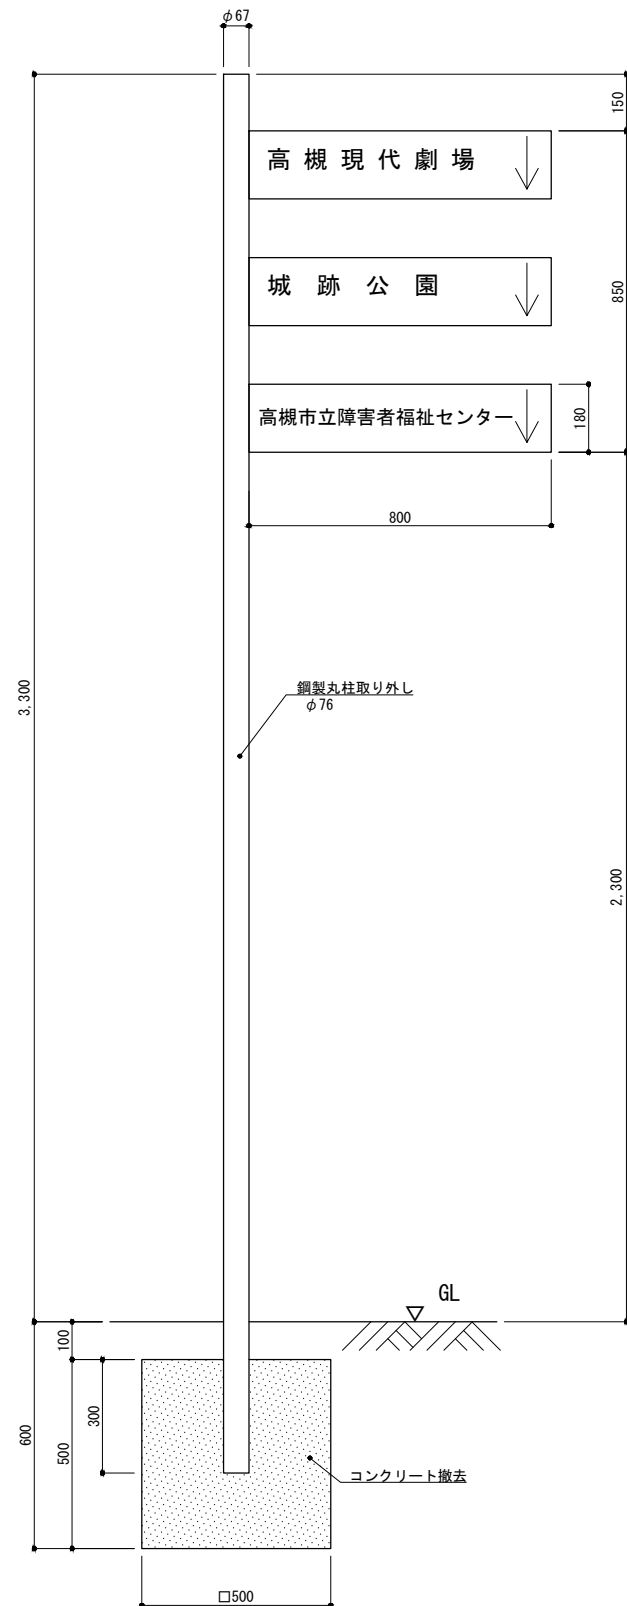 φ67
150
高槻現代劇場
城跡公園
850
高槻市立障害者福祉センター
180
800
鋼製丸柱取り外し
φ76
3,300
2,300
GL
100
300
600
500
コンクリート撤去
□500